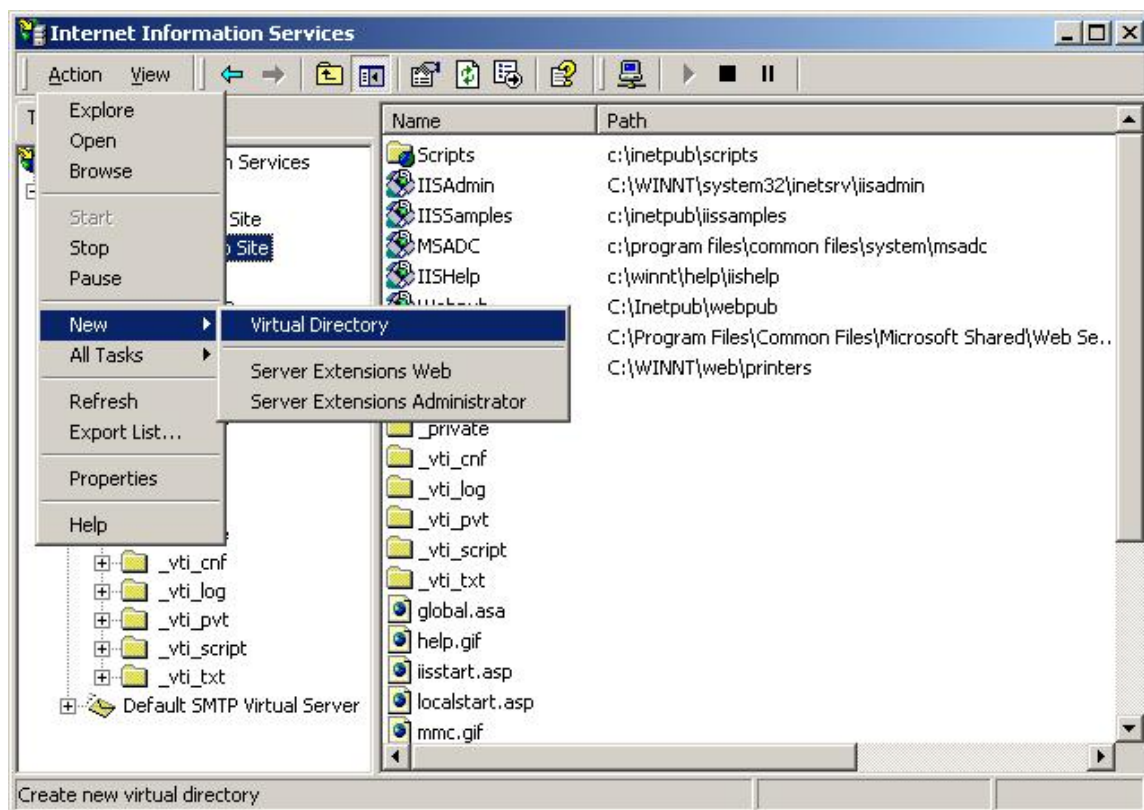 Internet Information Services
Action View
Explore
Open
Browse
Start
Stop
Pause
New
All Tasks
Refresh
Export List...
Properties
Help
Virtual Directory
Server Extensions Web
Server Extensions Administrator
Services
Site
Site
_vti_cnf
_vti_log
_vti_pvt
_vti_script
_vti_txt
Default SMTP Virtual Server
Name Path
Scripts c:\inetpub\scripts
IISAdmin C:\WINNT\system32\inetsrv\iisadmin
IISSamples c:\inetpub\iissamples
MSADC c:\program files\common files\system\msadc
IISHelp c:\winnt\help\iishelp
Webpub C:\Inetpub\webpub
C:\Program Files\Common Files\Microsoft Shared\Web Se..
C:\WINNT\web\printers
_private
_vti_cnf
_vti_log
_vti_pvt
_vti_script
_vti_txt
global.asa
help.gif
iisstart.asp
localstart.asp
mmc.gif
Create new virtual directory